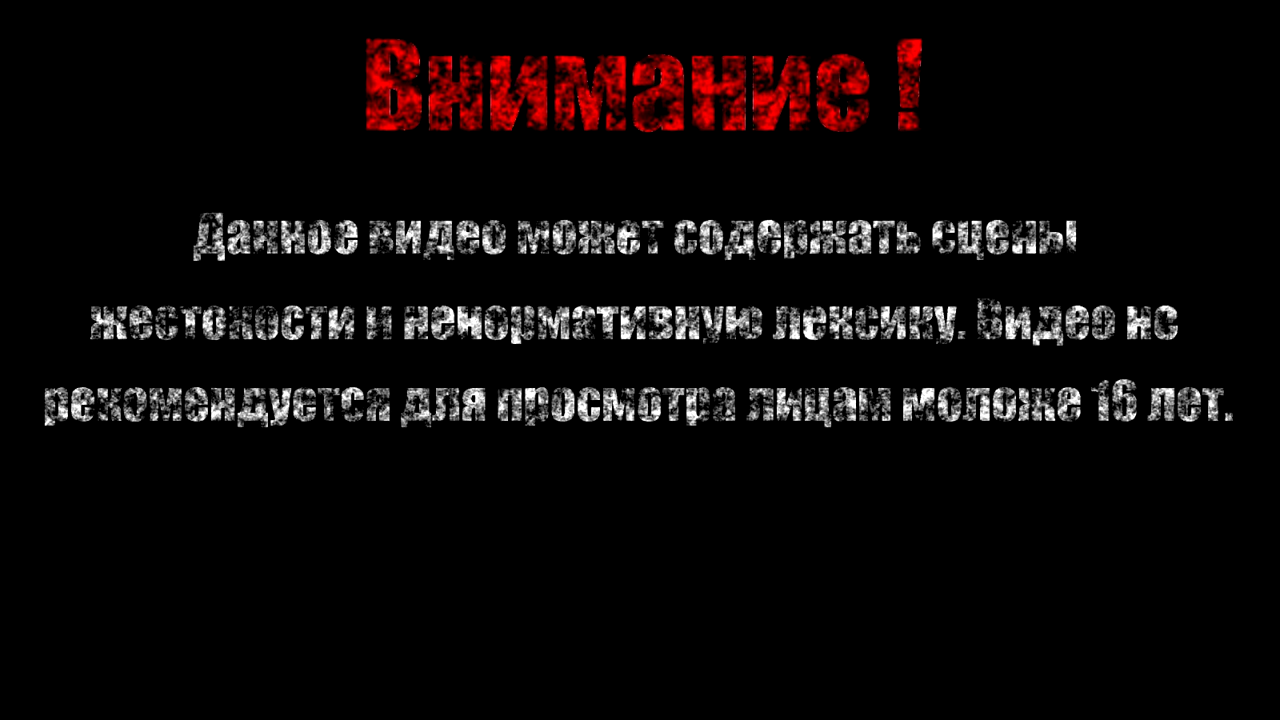 Внимание !
Данное видео может содержать сцены
жестокости и ненормативную лексику. Видео не
рекомендуется для просмотра лицам моложе 16 лет.